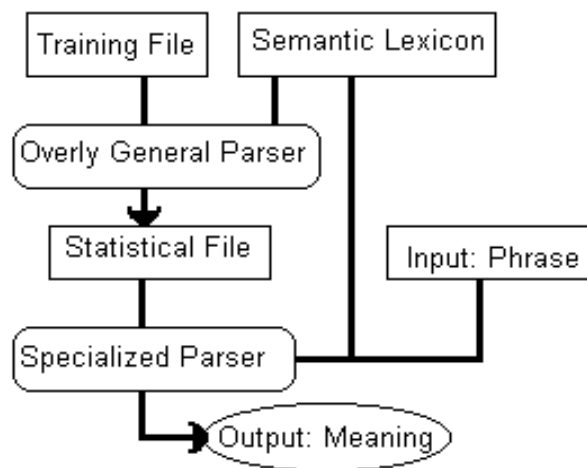 Training File
Semantic Lexicon
Overly General Parser
Statistical File
Input: Phrase
Specialized Parser
Output: Meaning